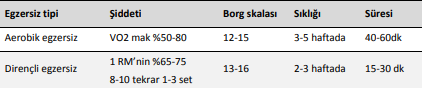 Egzersiz tipi Şiddeti Borg skalası Sıklığı Süresi
Aerobik egzersiz VO2 mak %50-80 12-15 3-5 haftada 40-60dk
Dirençli egzersiz 1 RM'nin %65-75 13-16 2-3 haftada 15-30 dk
8-10 tekrar 1-3 set